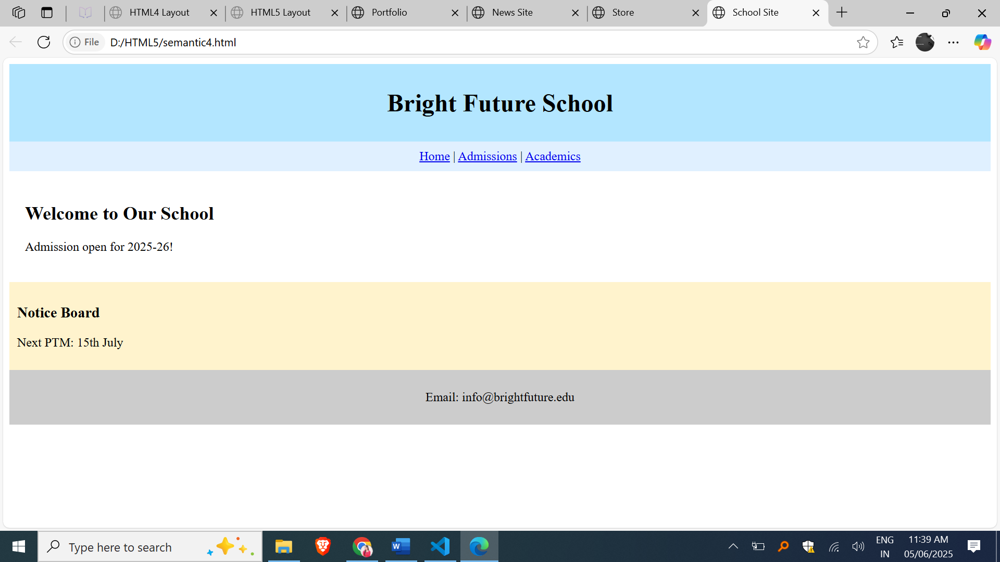 HTML4 Layout
HTML5 Layout
Portfolio
News Site
Store
School Site
File D:/HTML5/semantic4.html
Bright Future School
Home | Admissions | Academics
Welcome to Our School
Admission open for 2025-26!
Notice Board
Next PTM: 15th July
Email: info@brightfuture.edu
Type here to search
W
ENG
IN
11:39 AM
05/06/2025